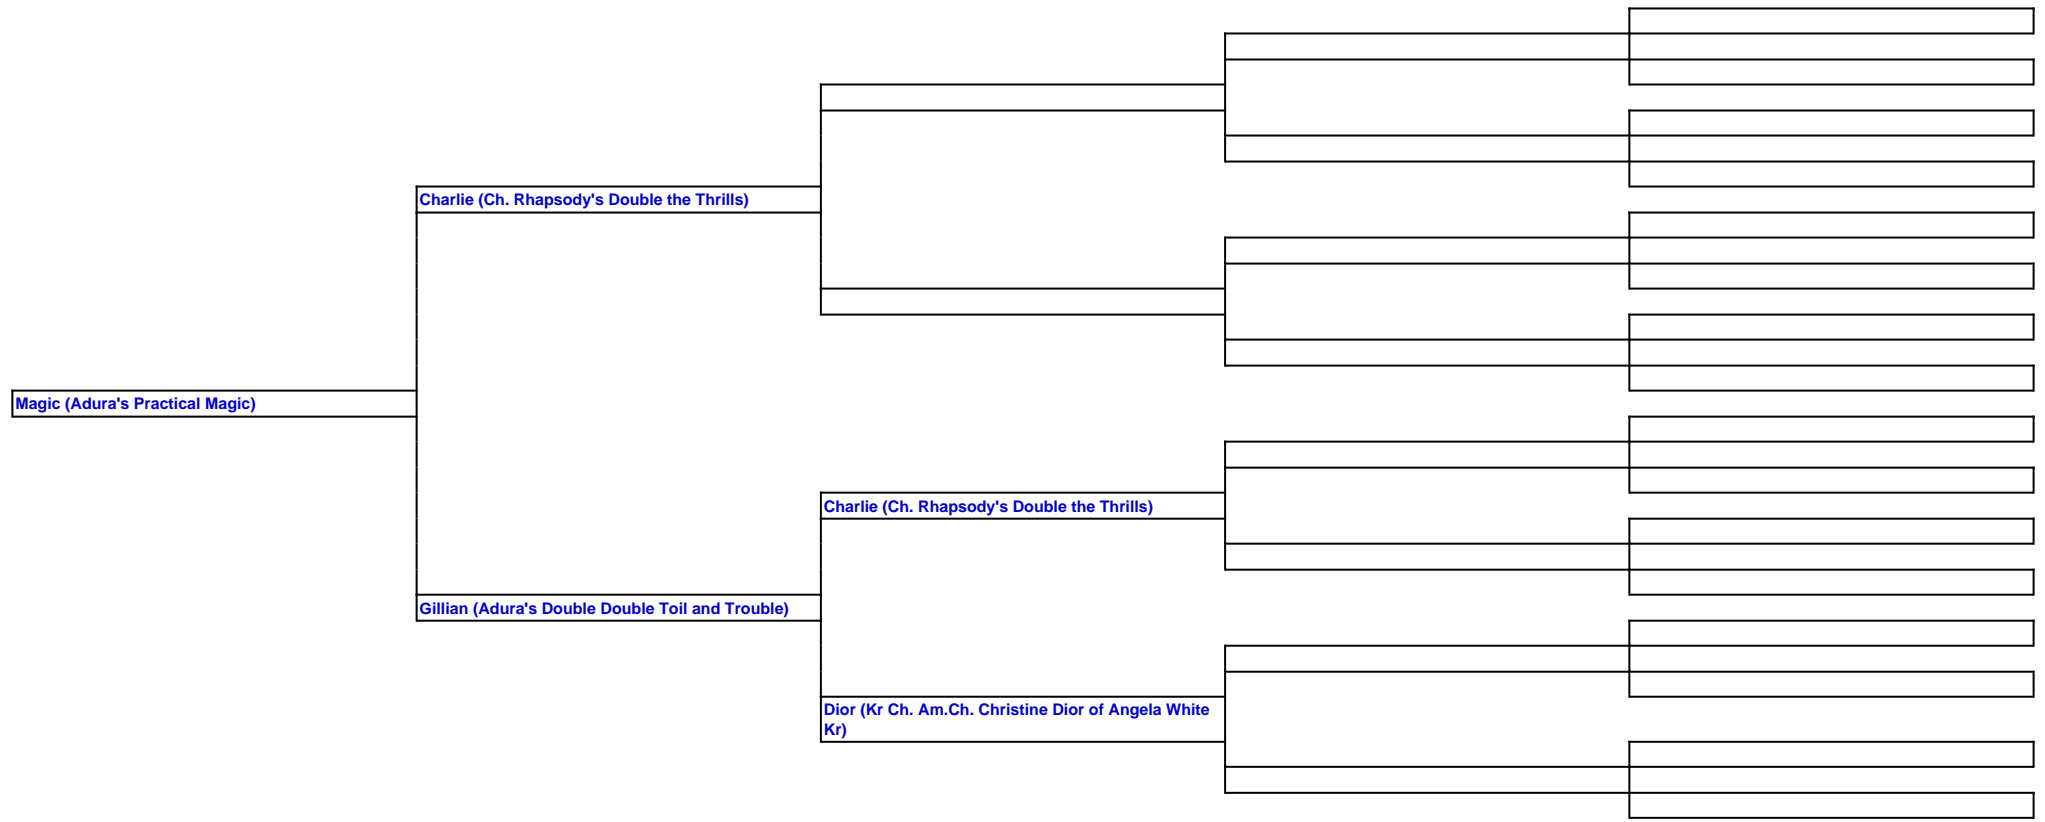 Charlie (Ch. Rhapsody's Double the Thrills)
Magic (Adura's Practical Magic)
Charlie (Ch. Rhapsody's Double the Thrills)
Gillian (Adura's Double Double Toil and Trouble)
Dior (Kr Ch. Am.Ch. Christine Dior of Angela White
Kr)